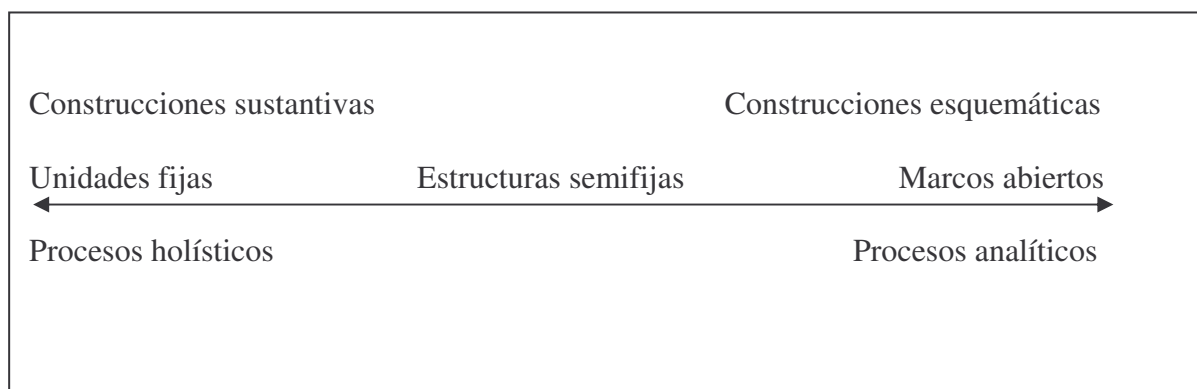 Construcciones sustantivas Construcciones esquemáticas
Unidades fijas Estructuras semifijas Marcos abiertos
Procesos holísticos Procesos analíticos